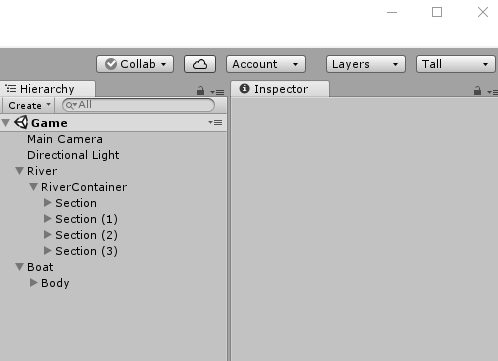 Collab Account Layers Tall
Hierarchy Inspector
Create All
Game
Main Camera
Directional Light
River
RiverContainer
Section
Section (1)
Section (2)
Section (3)
Boat
Body